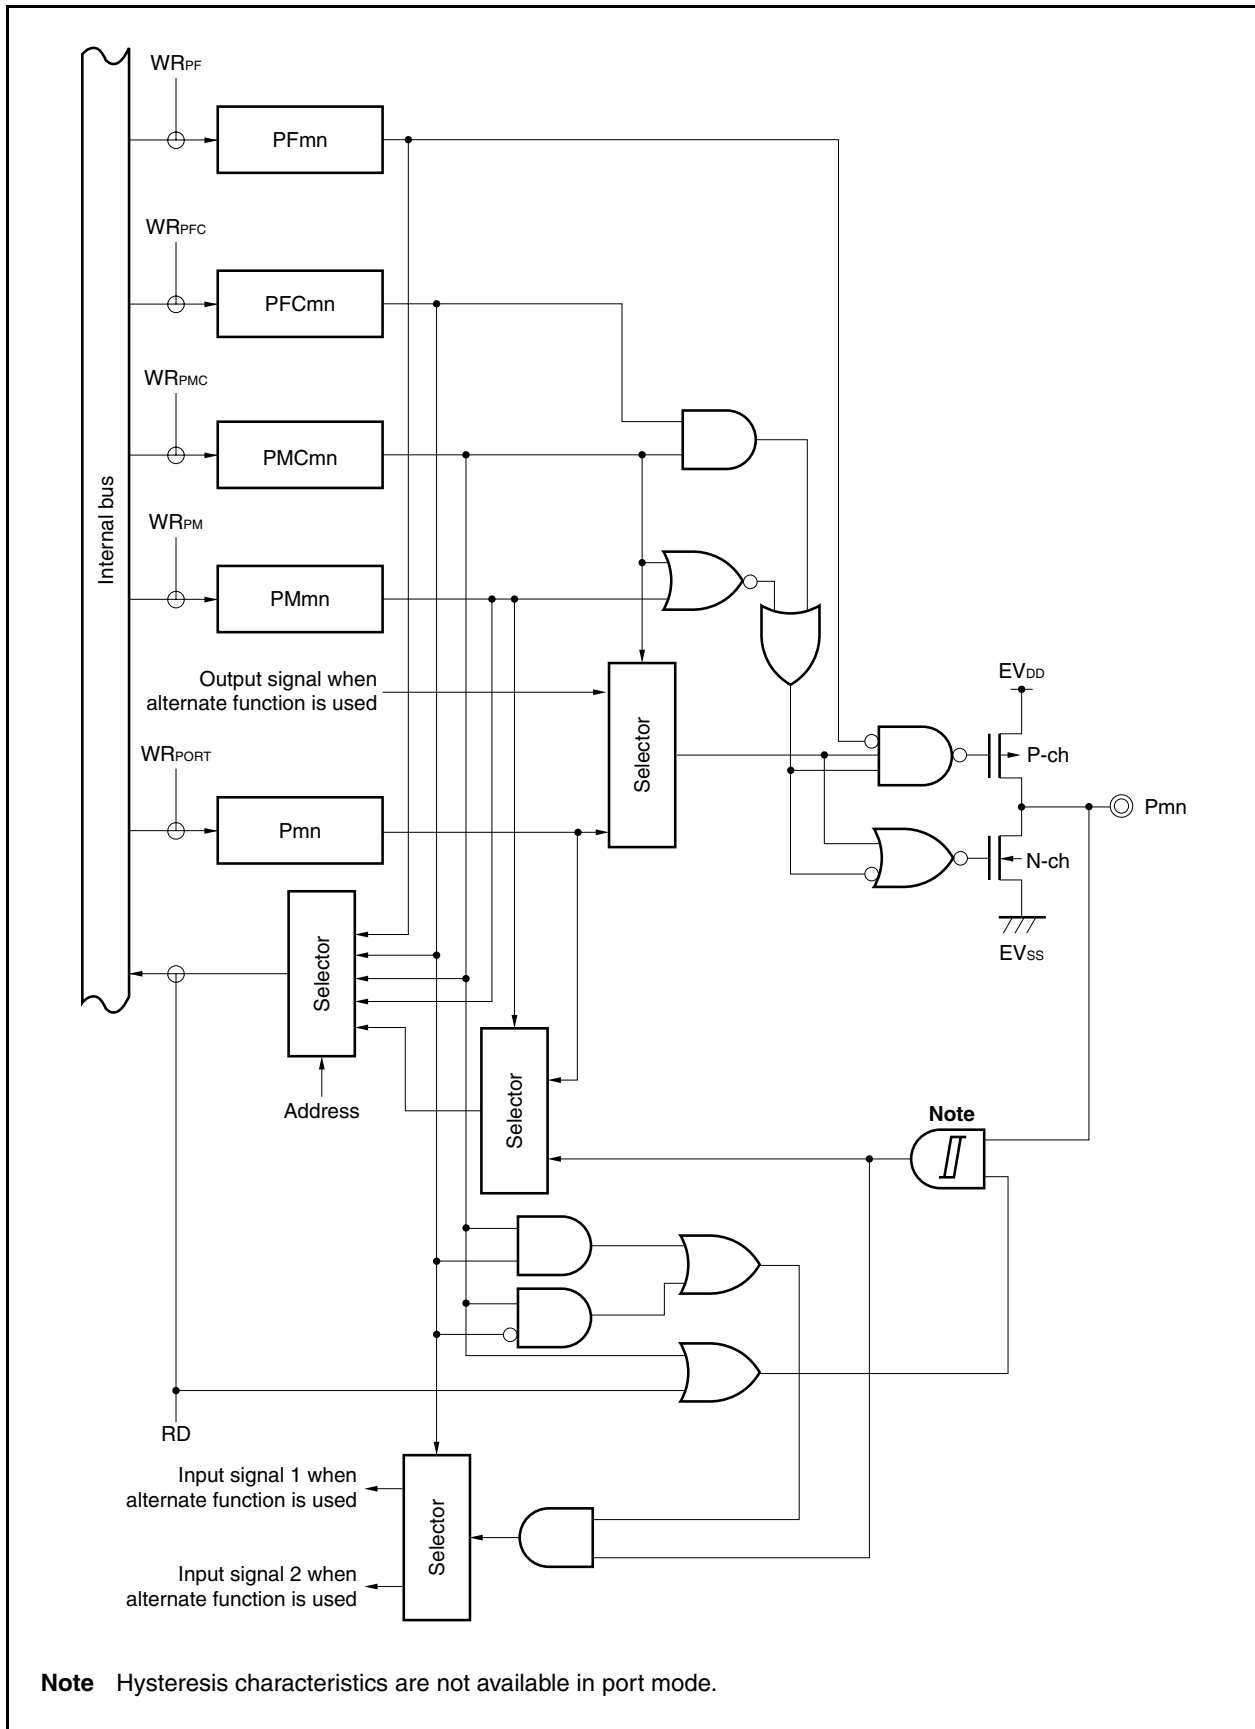 WRPF
PFmn
WRPFC
PFCmn
WRPMC
PMCmn
Internal bus
WRPM
PMmn
Output signal when
alternate function is used
Selector
EVDD
P-ch
WRPORT
Pmn
Pmn
N-ch
EVSS
Selector
Address
Selector
Note
RD
Input signal 1 when
alternate function is used
Selector
Input signal 2 when
alternate function is used
Note Hysteresis characteristics are not available in port mode.